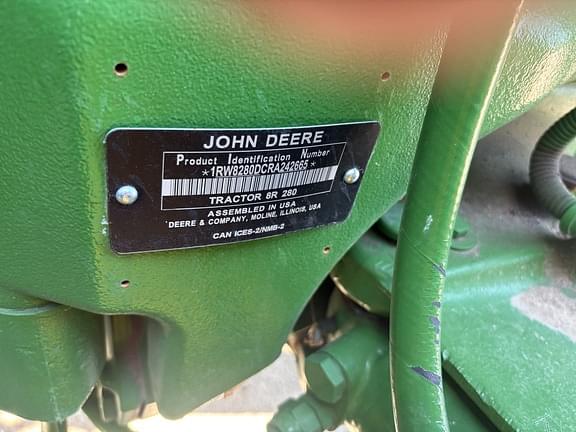 JOHN DEERE
Product Identification Number
*1RW8280DCRA242665*
TRACTOR 8R 280
ASSEMBLED IN USA
DEERE & COMPANY, MOLINE, ILLINOIS, USA
CAN ICES-2/NMB-2